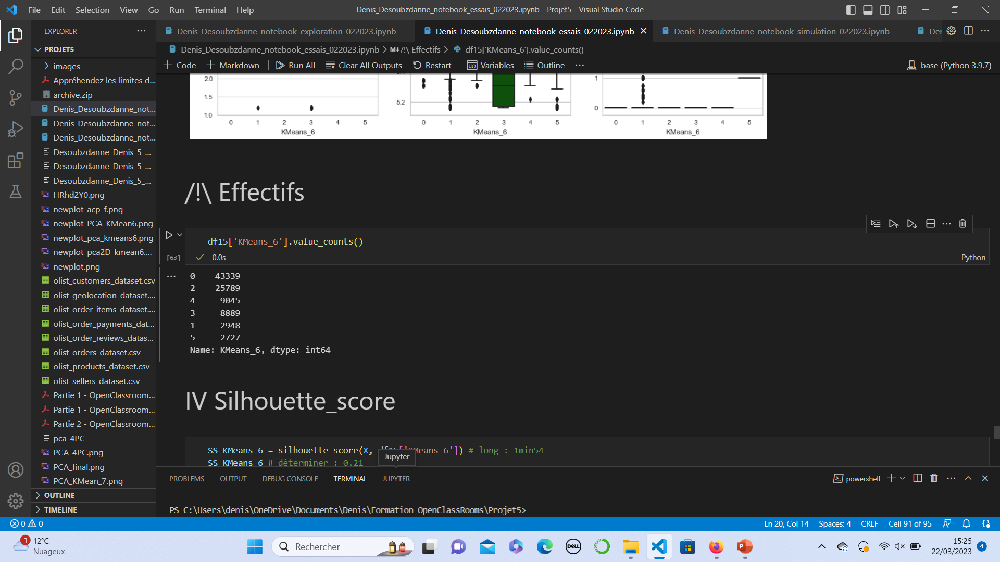 File Edit Selection View Go Run Terminal Help
Denis_Desoubzdanne_notebook_essais_022023.ipynb - Projet5 - Visual Studio Code
EXPLORER
Denis_Desoubzdanne_notebook_exploration_022023.ipynb
Denis_Desoubzdanne_notebook_essais_022023.ipynb
Denis_Desoubzdanne_notebook_simulation_022023.ipynb
Der
PROJET5
Denis_Desoubzdanne_notebook_essais_022023.ipynb > M↓/!\ Effectifs > df15['KMeans_6'].value_counts()
Code Markdown Run All Clear All Outputs Restart Variables Outline ...
base (Python 3.9.7)
images
Appréhendez les limites d...
archive.zip
Denis_Desoubzdanne_not...
Denis_Desoubzdanne_not...
Denis_Desoubzdanne_not...
Desoubzdanne_Denis_5_...
Desoubzdanne_Denis_5_...
Desoubzdanne_Denis_5_...
HRhd2Y0.png
newplot_acp_f.png
newplot_PCA_KMean6.png
newplot_pca_kmeans6.png
newplot_pca2D_kmean6....
newplot.png
olist_customers_dataset.csv
olist_geolocation_dataset....
olist_order_items_dataset....
olist_order_payments_dat...
olist_order_reviews_datas...
olist_orders_dataset.csv
olist_products_dataset.csv
olist_sellers_dataset.csv
Partie 1 - OpenClassroom...
Partie 1 - OpenClassroom...
Partie 2 - OpenClassroom...
pca_4PC
PCA_4PC.png
PCA_final.png
PCA_KMean_7.png
OUTLINE
TIMELINE
2.0
1.5
1.0
0 1 2 3 4 5
KMeans_6
5.2
0 1 2 3 4 5
KMeans_6
1
0
0 1 2 3 4 5
KMeans_6
/!\ Effectifs
df15['KMeans_6'].value_counts()
[63] 0.0s Python
0 43339
2 25789
4 9045
3 8889
1 2948
5 2727
Name: KMeans_6, dtype: int64
IV Silhouette_score
SS_KMeans_6 = silhouette_score(X, df15['KMeans_6']) # long : 1min54
SS_KMeans_6 # déterminer : 0.21
Jupyter
PROBLEMS OUTPUT DEBUG CONSOLE TERMINAL JUPYTER
powershell
PS C:\Users\denis\OneDrive\Documents\Denis\Formation_OpenClassRooms\Projet5>
0 0
Ln 20, Col 14 Spaces: 4 CRLF Cell 91 of 95
1
12°C
Nuageux
Rechercher
DELL
P
15:25
22/03/2023
4